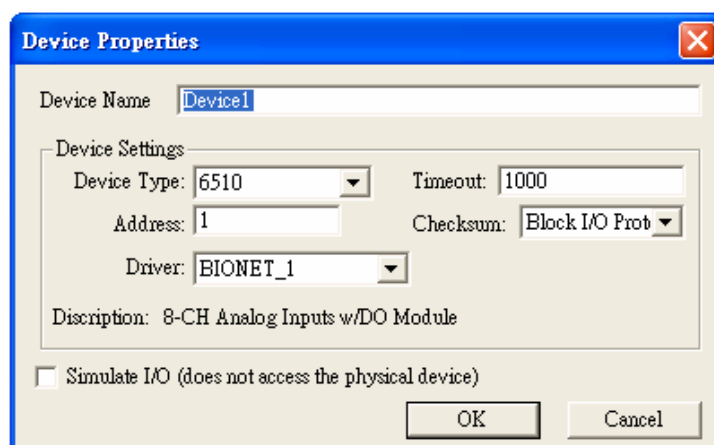 Device Properties
Device Name Device1
Device Settings
Device Type: 6510 Timeout: 1000
Address: 1 Checksum: Block I/O Prot
Driver: BIONET_1
Discription: 8-CH Analog Inputs w/DO Module
Simulate I/O (does not access the physical device)
OK Cancel